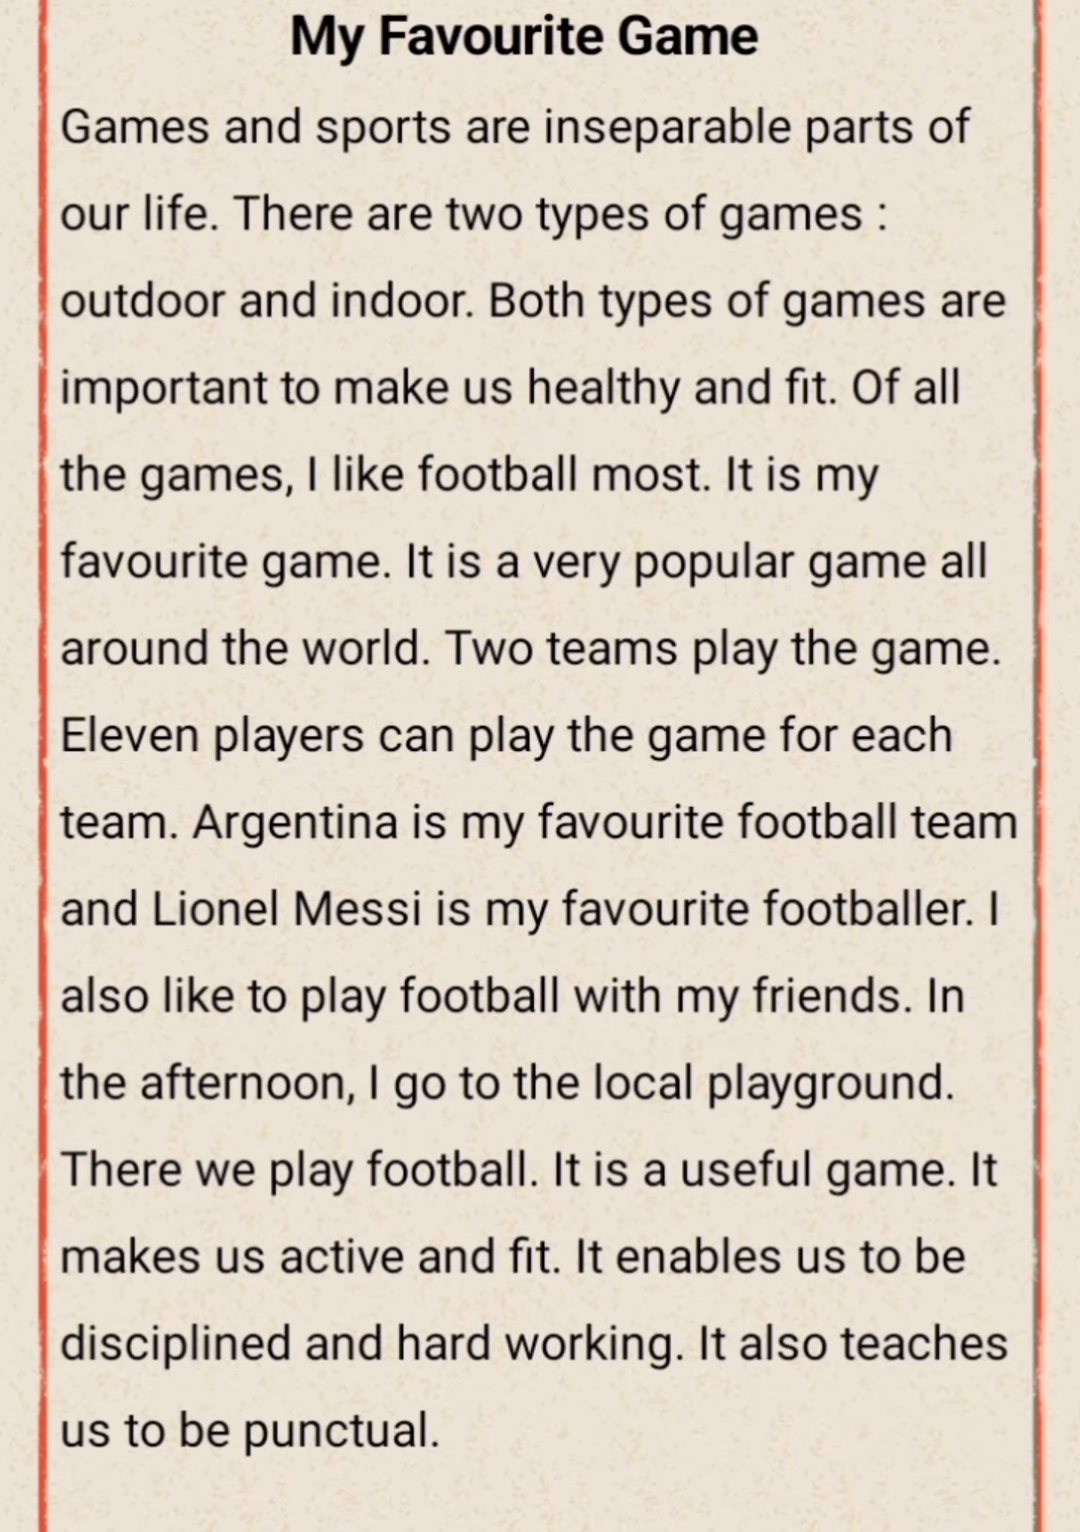 My Favourite Game
Games and sports are inseparable parts of
our life. There are two types of games :
outdoor and indoor. Both types of games are
important to make us healthy and fit. Of all
the games, I like football most. It is my
favourite game. It is a very popular game all
around the world. Two teams play the game.
Eleven players can play the game for each
team. Argentina is my favourite football team
and Lionel Messi is my favourite footballer. I
also like to play football with my friends. In
the afternoon, I go to the local playground.
There we play football. It is a useful game. It
makes us active and fit. It enables us to be
disciplined and hard working. It also teaches
us to be punctual.